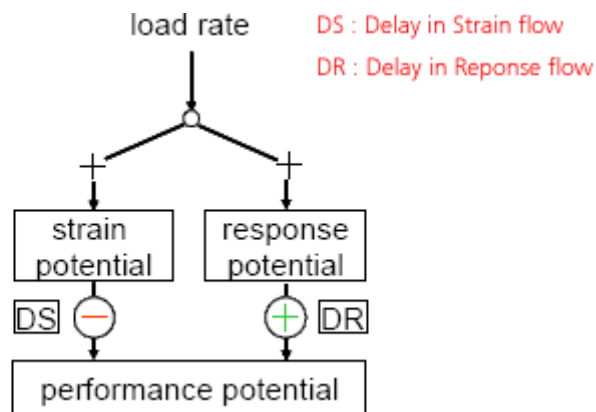 load rate
DS : Delay in Strain flow
DR : Delay in Reponse flow
+
+
strain
potential
response
potential
DS
−
+
DR
performance potential